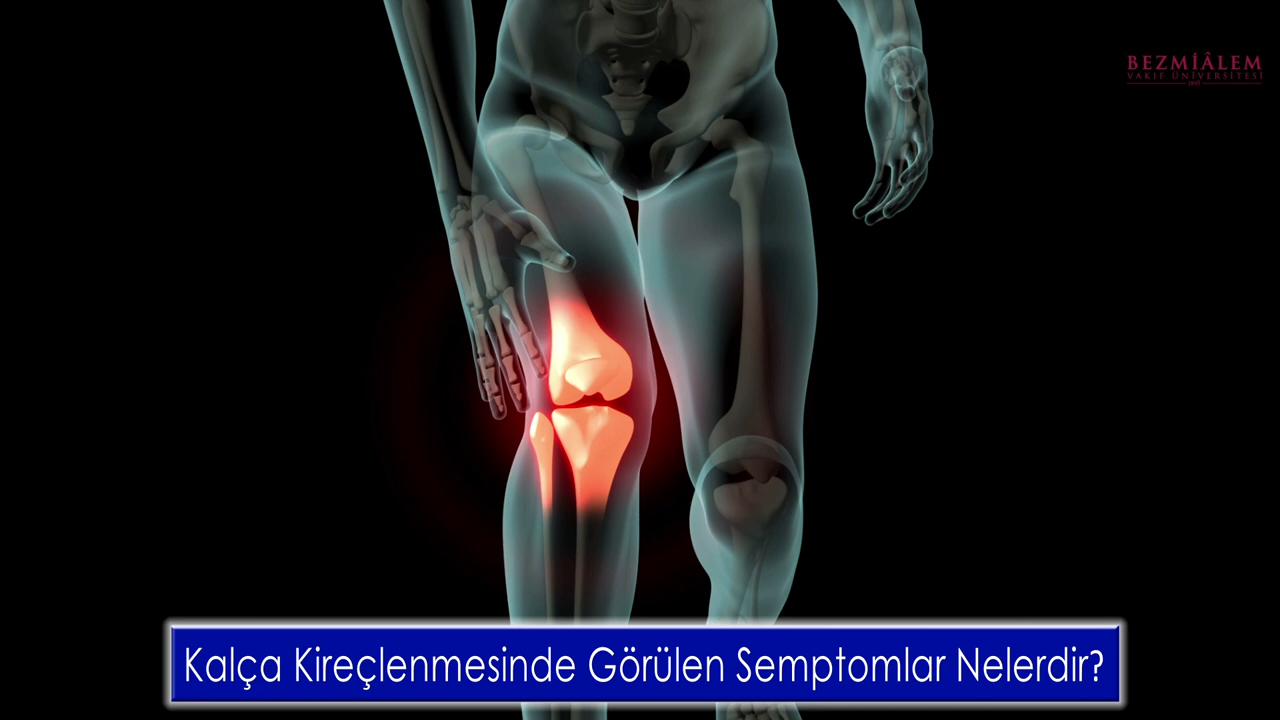 BEZMİÂLEM
VAKIF ÜNİVERSİTESİ
Kalça Kireçlenmesinde Görülen Semptomlar Nelerdir?